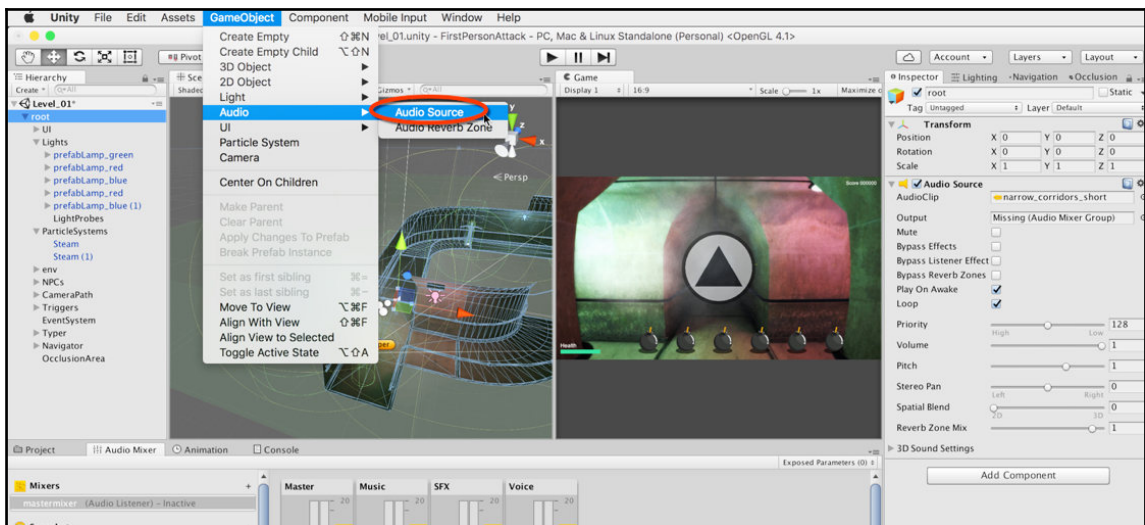 Unity File Edit Assets GameObject Component Mobile Input Window Help
el_01.unity - FirstPersonAttack - PC, Mac & Linux Standalone (Personal) <OpenGL 4.1>
Pivot
Account
Layers
Layout
Hierarchy
Create
All
Level_01*
root
UI
Lights
prefabLamp_green
prefabLamp_red
prefabLamp_blue
prefabLamp_red
prefabLamp_blue (1)
LightProbes
ParticleSystems
Steam
Steam (1)
env
NPCs
CameraPath
Triggers
EventSystem
Typer
Navigator
OcclusionArea
Sce
Shaded
Create Empty ⇧⌘N
Create Empty Child ⌥⇧N
3D Object
2D Object
Light
Audio
UI
Particle System
Camera
Center On Children
Make Parent
Clear Parent
Apply Changes To Prefab
Break Prefab Instance
Set as first sibling ⌘=
Set as last sibling ⌘-
Move To View ⌥⌘F
Align With View ⇧⌘F
Align View to Selected
Toggle Active State ⌥⇧A
Audio Source
Audio Reverb Zone
Gizmos
All
y
z
x
Persp
Game
Display 1 16:9 Scale 1x Maximize
Score 000000
Health
Inspector Lighting Navigation Occlusion
root Static
Tag Untagged Layer Default
Transform
Position X 0 Y 0 Z 0
Rotation X 0 Y 0 Z 0
Scale X 1 Y 1 Z 1
Audio Source
AudioClip narrow_corridors_short
Output Missing (Audio Mixer Group)
Mute
Bypass Effects
Bypass Listener Effect
Bypass Reverb Zones
Play On Awake
Loop
Priority 128
High Low
Volume 1
Pitch 1
Stereo Pan 0
Left Right
Spatial Blend 0
2D 3D
Reverb Zone Mix 1
3D Sound Settings
Add Component
Project Audio Mixer Animation Console
Exposed Parameters (0)
Mixers +
mastermixer (Audio Listener) - Inactive
Master Music SFX Voice
20 20 20 20